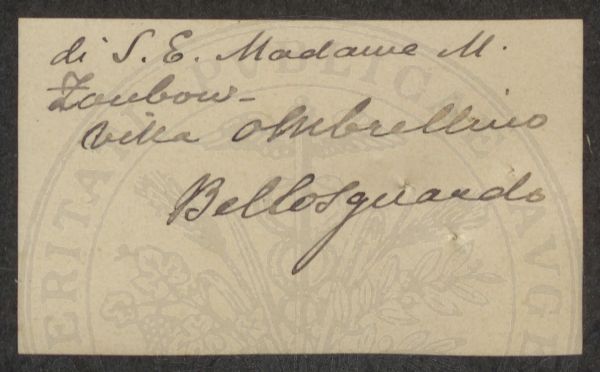 di S. E. Madame M.
Zoubow-
Villa Ombrellino
Bellosguardo